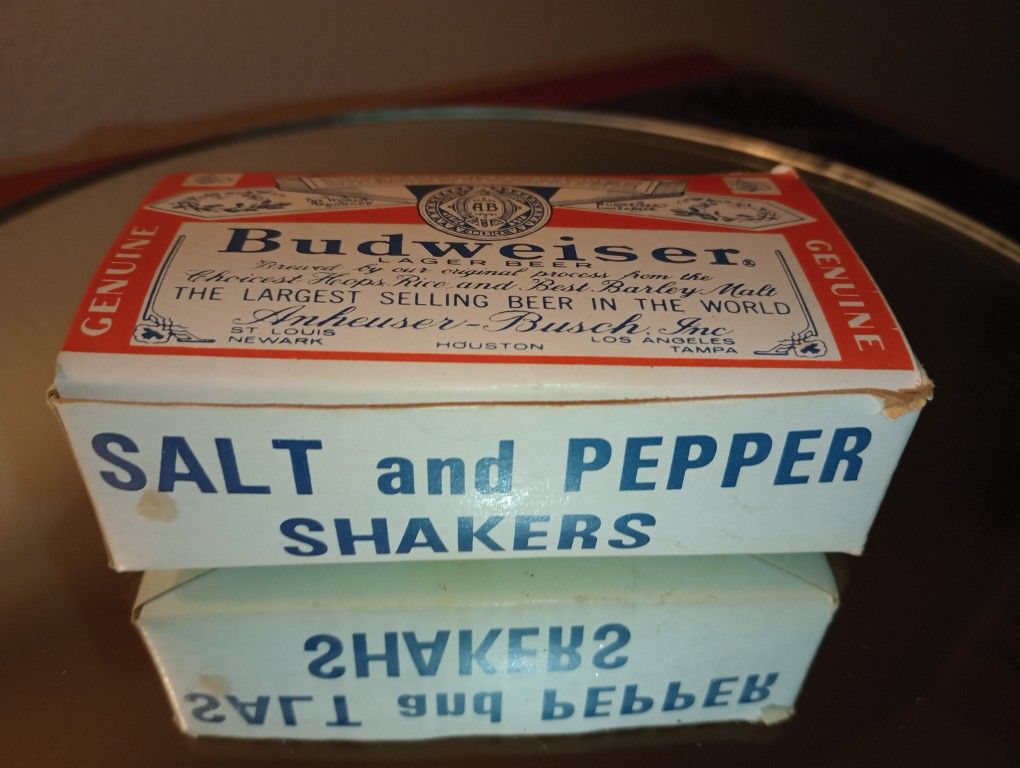 AB
Budweiser®
LAGER BEER
Brewed by our original process from the
Choicest Hops, Rice and Best Barley Malt
THE LARGEST SELLING BEER IN THE WORLD
Anheuser-Busch, Inc
ST. LOUIS
NEWARK
HOUSTON
LOS ANGELES
TAMPA
GENUINE
GENUINE
SALT and PEPPER
SHAKERS
SHAKERS
SALT and PEPPER